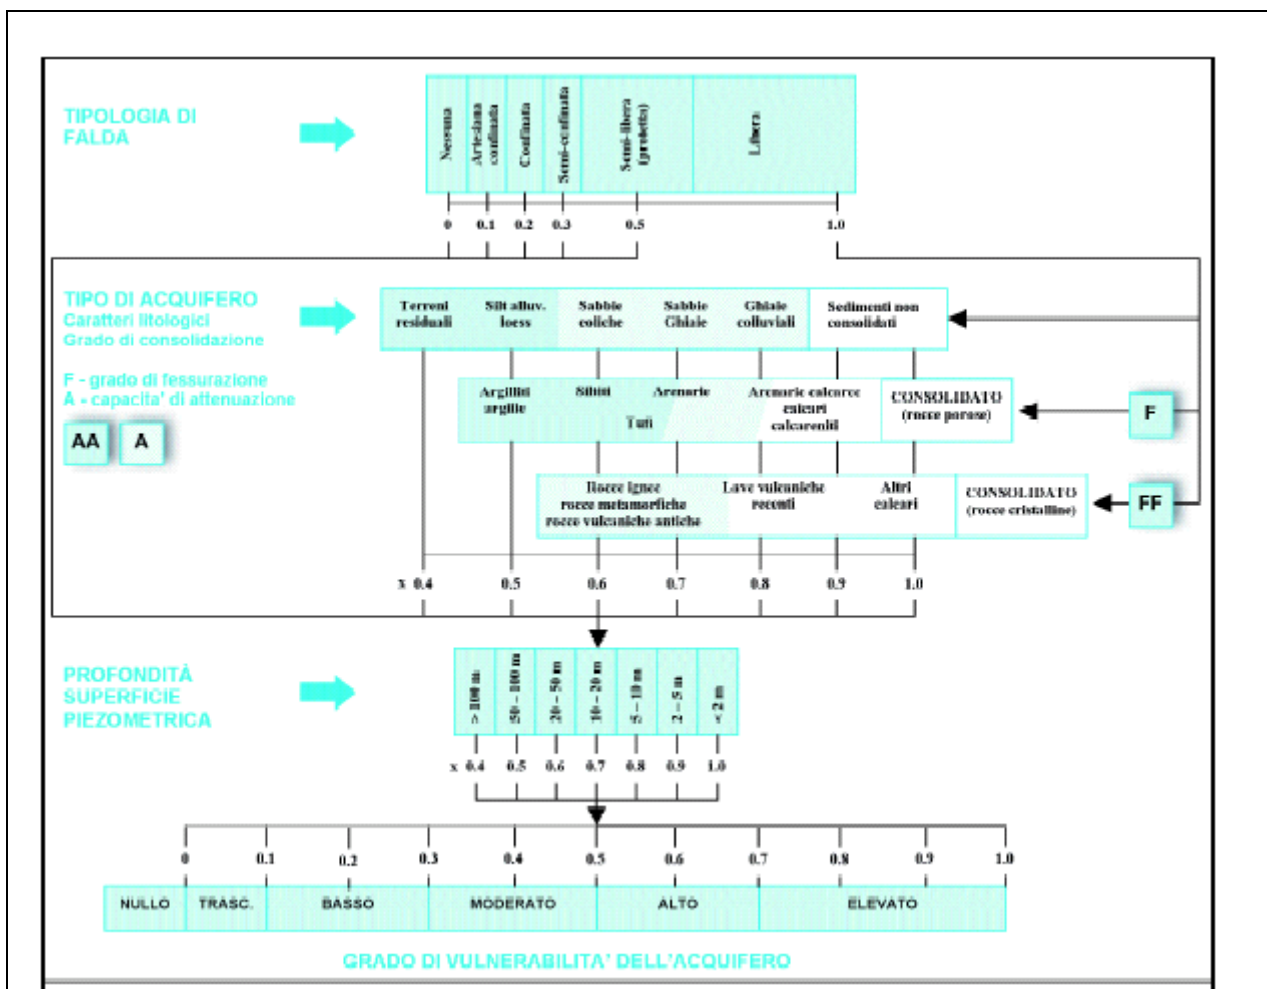 TIPOLOGIA DI
FALDA
Nessuna
Artesiana
confinata
Confinata
Semi-confinata
Semi-libera
(protetta)
Libera
0 0.1 0.2 0.3 0.5 1.0
TIPO DI ACQUIFERO
Caratteri litologici
Grado di consolidazione
F - grado di fessurazione
A - capacita' di attenuazione
AA A
Terreni
residuali
Silt alluv.
loess
Sabbie
eoliche
Sabbie
Ghiaie
Ghiaie
colluviali
Sedimenti non
consolidati
Argilliti
argille
Siltiti
Arenarie
Tufi
Arenarie calcaree
calcari
calcareniti
CONSOLIDATO
(rocce porose)
F
Rocce ignee
rocce metamorfiche
rocce vulcaniche antiche
Lave vulcaniche
recenti
Altri
calcari
CONSOLIDATO
(rocce cristalline)
FF
x 0.4 0.5 0.6 0.7 0.8 0.9 1.0
PROFONDITÀ
SUPERFICIE
PIEZOMETRICA
> 100 m
50 – 100 m
20 – 50 m
10 – 20 m
5 – 10 m
2 – 5 m
< 2 m
x 0.4 0.5 0.6 0.7 0.8 0.9 1.0
0 0.1 0.2 0.3 0.4 0.5 0.6 0.7 0.8 0.9 1.0
NULLO TRASC. BASSO MODERATO ALTO ELEVATO
GRADO DI VULNERABILITA' DELL'ACQUIFERO